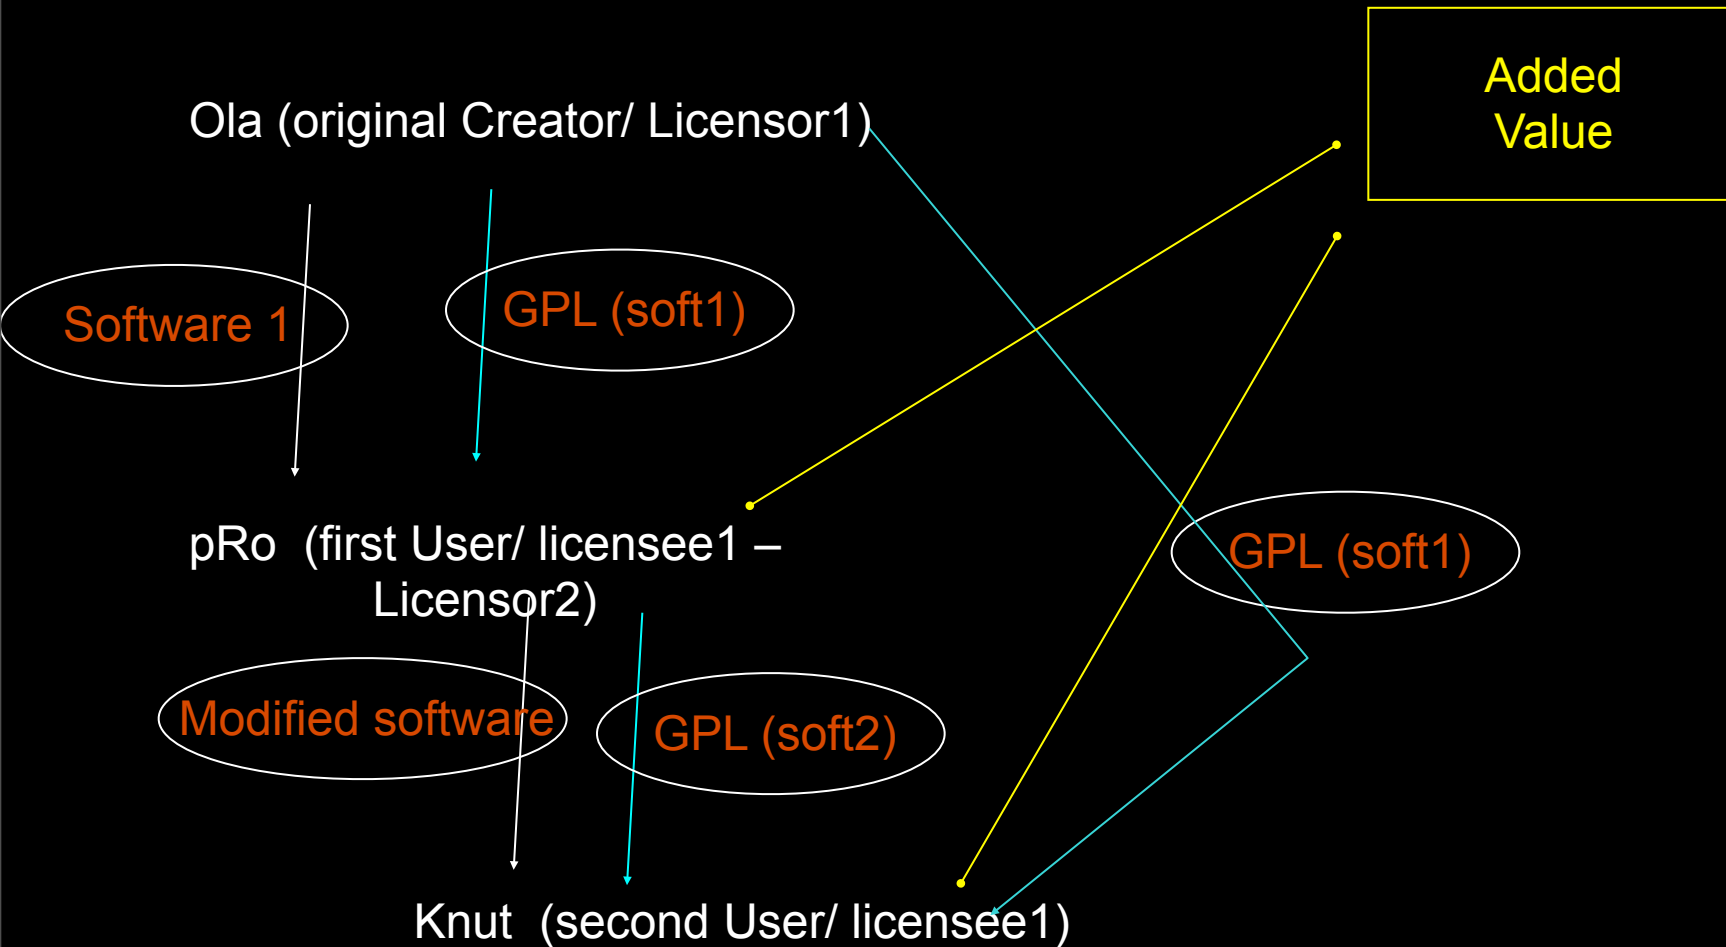 Added
Value
Ola (original Creator/ Licensor1)
Software 1
GPL (soft1)
pRo  (first User/ licensee1 –
Licensor2)
GPL (soft1)
Modified software
GPL (soft2)
Knut  (second User/ licensee1)